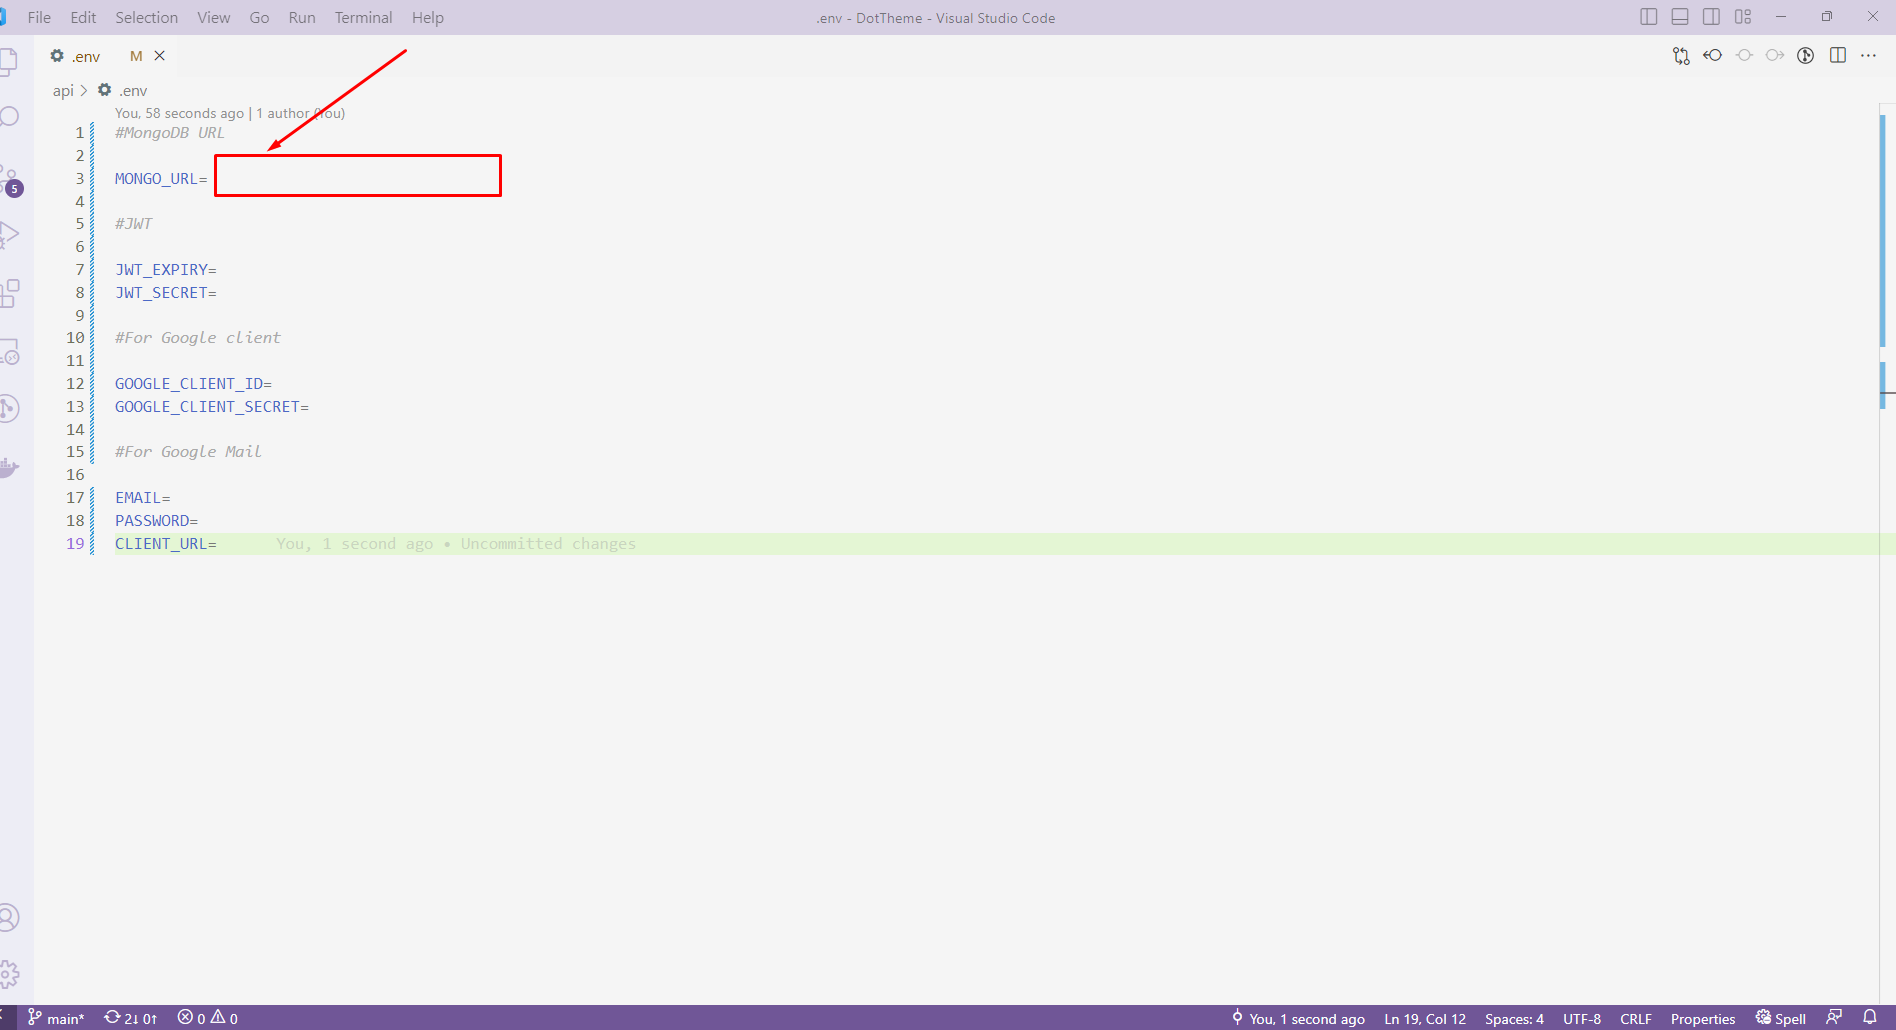 File Edit Selection View Go Run Terminal Help .env - DotTheme - Visual Studio Code
.env M
api > .env
You, 58 seconds ago | 1 author (You)
1 #MongoDB URL
2
3 MONGO_URL=
4
5 #JWT
6
7 JWT_EXPIRY=
8 JWT_SECRET=
9
10 #For Google client
11
12 GOOGLE_CLIENT_ID=
13 GOOGLE_CLIENT_SECRET=
14
15 #For Google Mail
16
17 EMAIL=
18 PASSWORD=
19 CLIENT_URL= You, 1 second ago • Uncommitted changes
5
main* 2↓ 0↑ 0 0 You, 1 second ago Ln 19, Col 12 Spaces: 4 UTF-8 CRLF Properties Spell